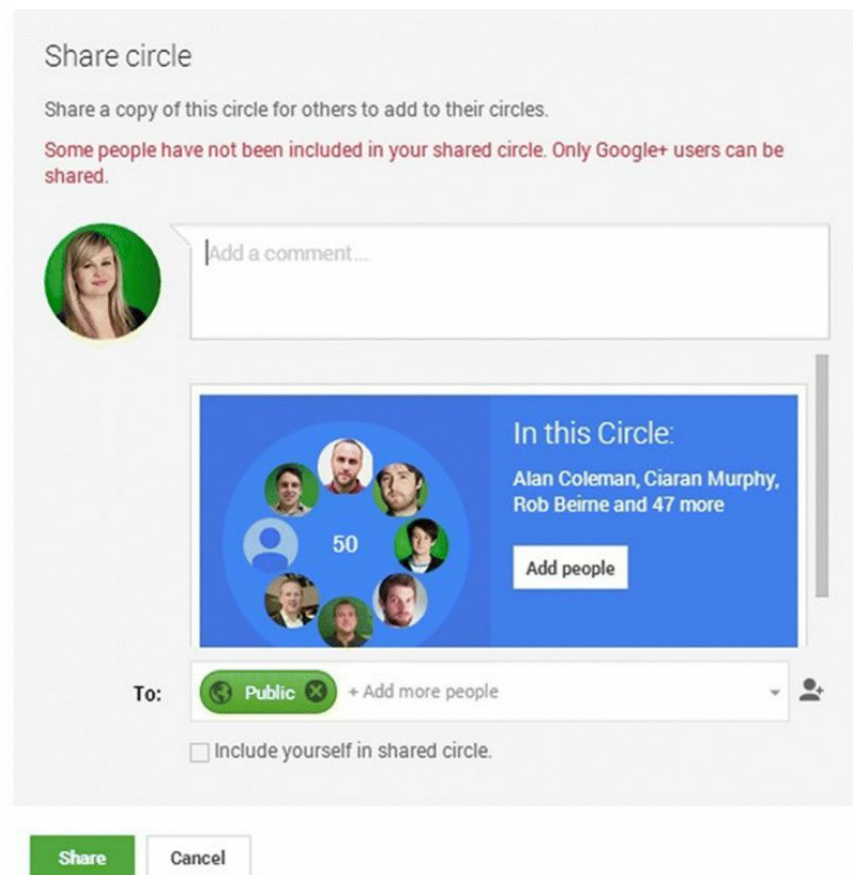 Share circle
Share a copy of this circle for others to add to their circles.
Some people have not been included in your shared circle. Only Google+ users can be
shared.
Add a comment...
In this Circle:
Alan Coleman, Ciaran Murphy,
Rob Beirne and 47 more
50
Add people
To:
Public
+ Add more people
Include yourself in shared circle.
Share
Cancel